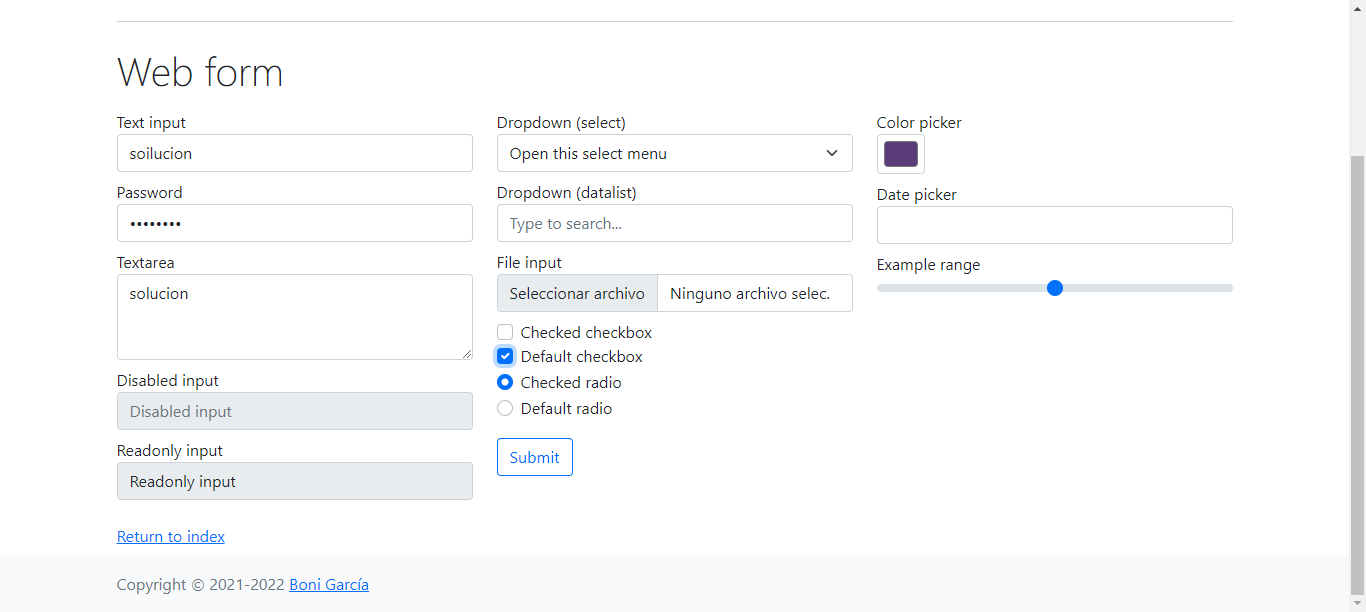 Web form
Text input
soilucion
Password
••••••••
Textarea
solucion
Disabled input
Disabled input
Readonly input
Readonly input
Dropdown (select)
Open this select menu
Dropdown (datalist)
Type to search...
File input
Seleccionar archivo Ninguno archivo selec.
Checked checkbox
Default checkbox
Checked radio
Default radio
Submit
Color picker
Date picker
Example range
Return to index
Copyright © 2021-2022 Boni García